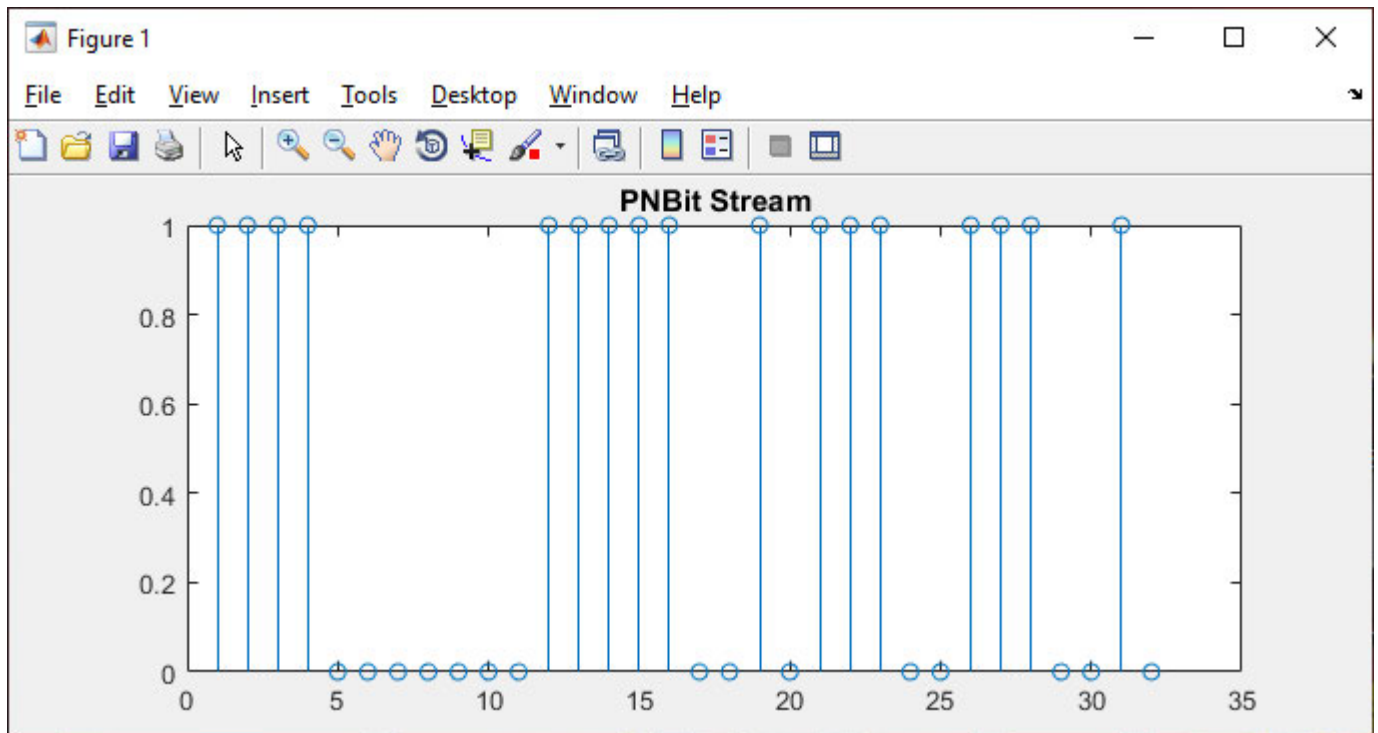 Figure 1
File Edit View Insert Tools Desktop Window Help
PNBit Stream
1
0.8
0.6
0.4
0.2
0
0 5 10 15 20 25 30 35